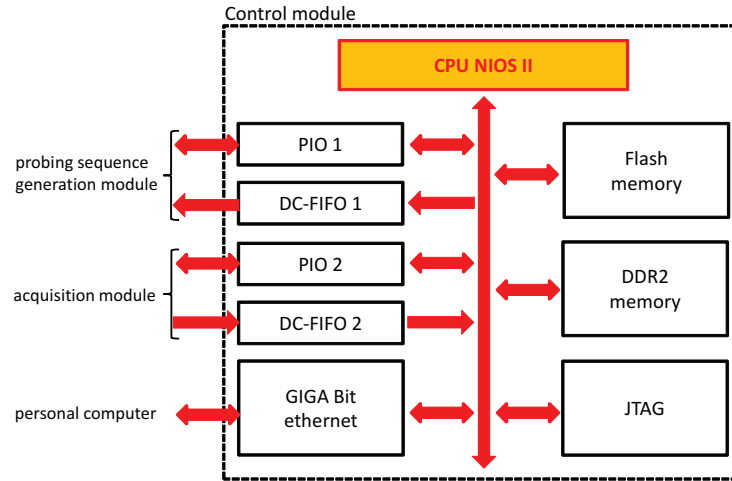 Control module
CPU NIOS II
probing sequence
generation module
PIO 1
DC-FIFO 1
Flash
memory
acquisition module
PIO 2
DC-FIFO 2
DDR2
memory
personal computer
GIGA Bit
ethernet
JTAG